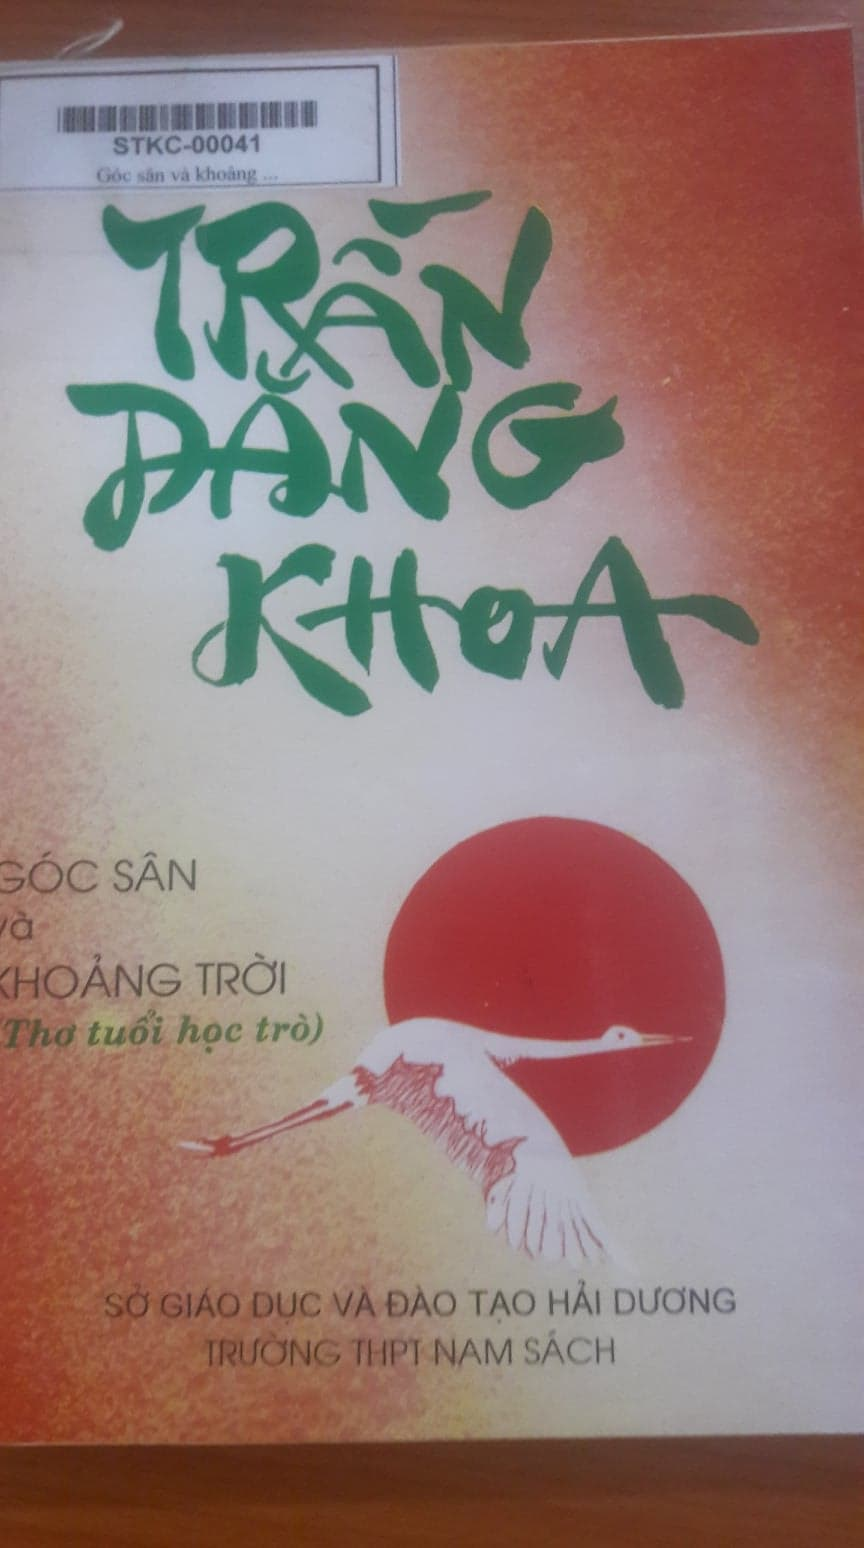 STKC-00041
Góc sân và khoảng ...
TRẦN
ĐĂNG
KHOA
GÓC SÂN
và
KHOẢNG TRỜI
(Thơ tuổi học trò)
SỞ GIÁO DỤC VÀ ĐÀO TẠO HẢI DƯƠNG
TRƯỜNG THPT NAM SÁCH